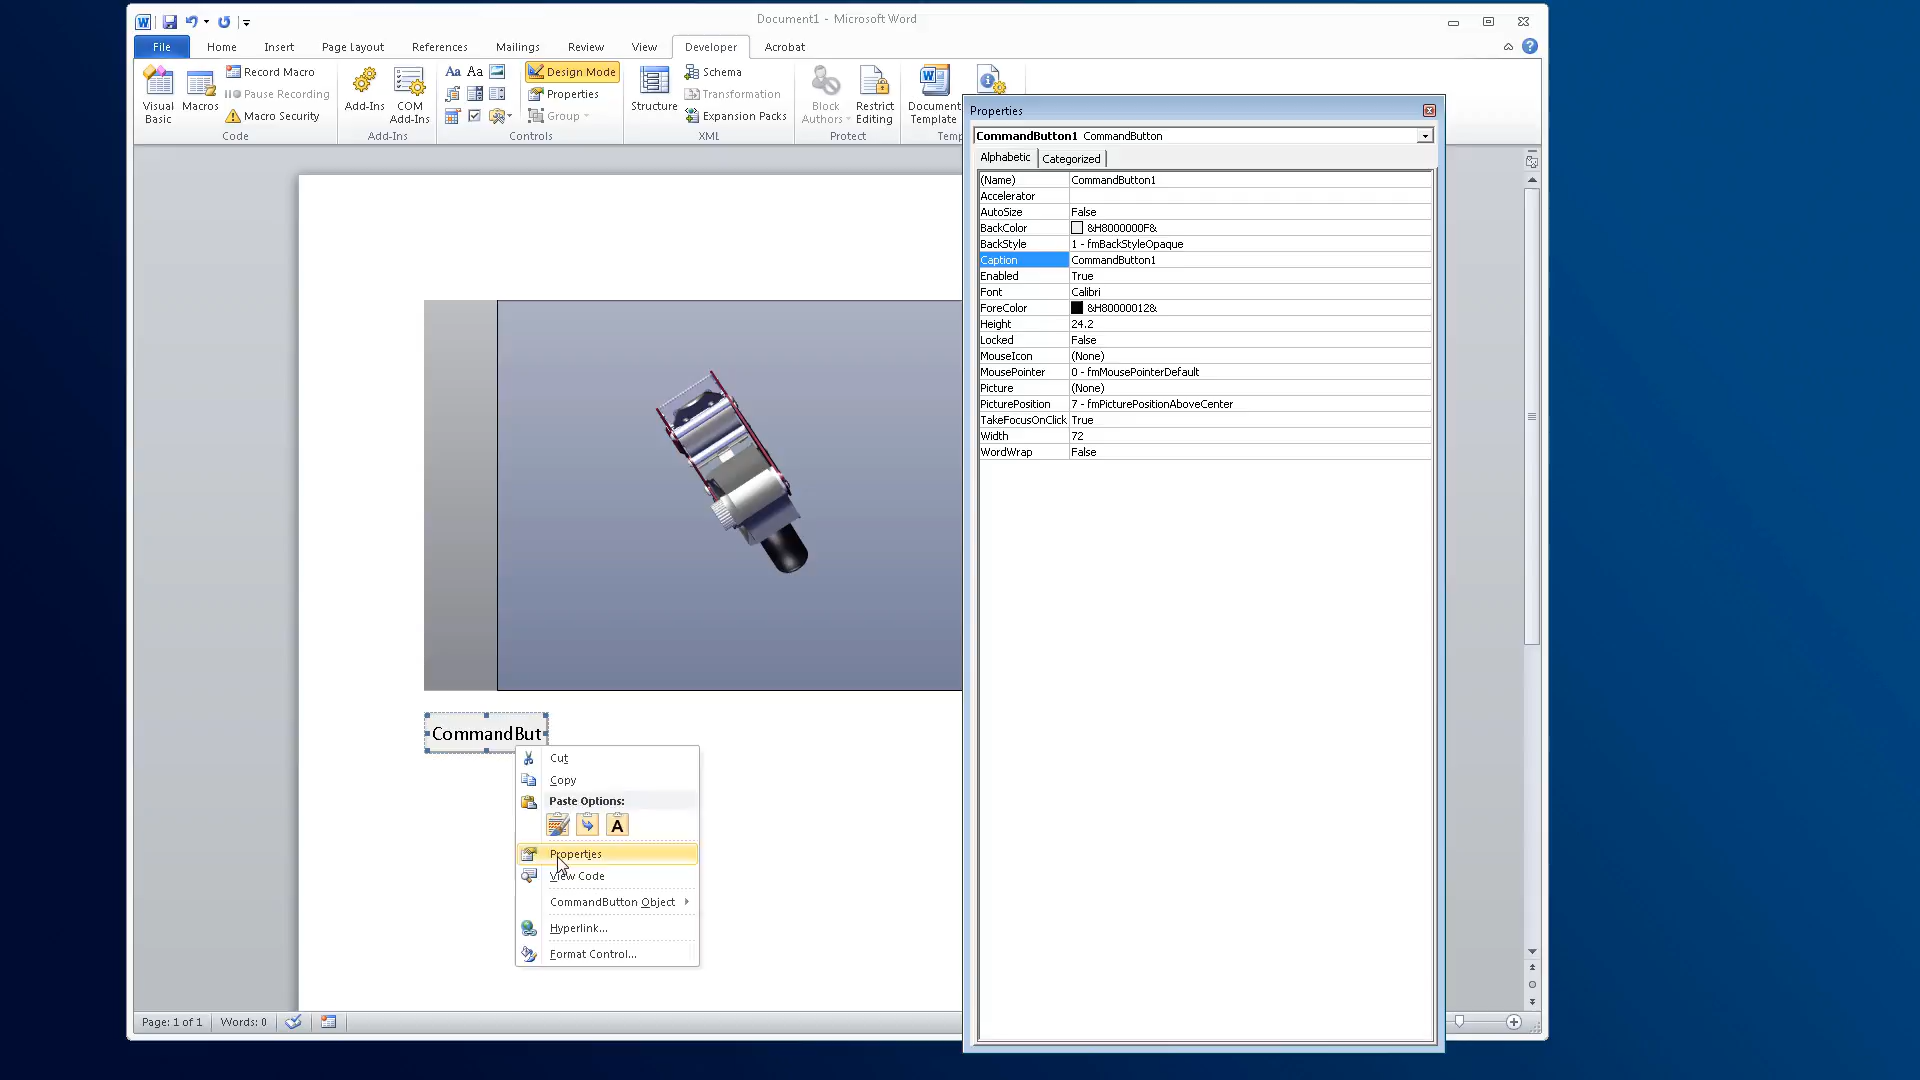 Document1 - Microsoft Word
File Home Insert Page Layout References Mailings Review View Developer Acrobat
Visual Basic
Macros
Record Macro
Pause Recording
Macro Security
Code
Add-Ins
COM Add-Ins
Add-Ins
Aa Aa
Design Mode
Properties
Group
Controls
Structure
Schema
Transformation
Expansion Packs
XML
Block Authors
Restrict Editing
Protect
Document Template
Temp
Properties
CommandButton1 CommandButton
Alphabetic Categorized
(Name) CommandButton1
Accelerator
AutoSize False
BackColor &H8000000F&
BackStyle 1 - fmBackStyleOpaque
Caption CommandButton1
Enabled True
Font Calibri
ForeColor &H80000012&
Height 24.2
Locked False
MouseIcon (None)
MousePointer 0 - fmMousePointerDefault
Picture (None)
PicturePosition 7 - fmPicturePositionAboveCenter
TakeFocusOnClick True
Width 72
WordWrap False
CommandBut
Cut
Copy
Paste Options:
A
Properties
View Code
CommandButton Object
Hyperlink...
Format Control...
Page: 1 of 1 Words: 0